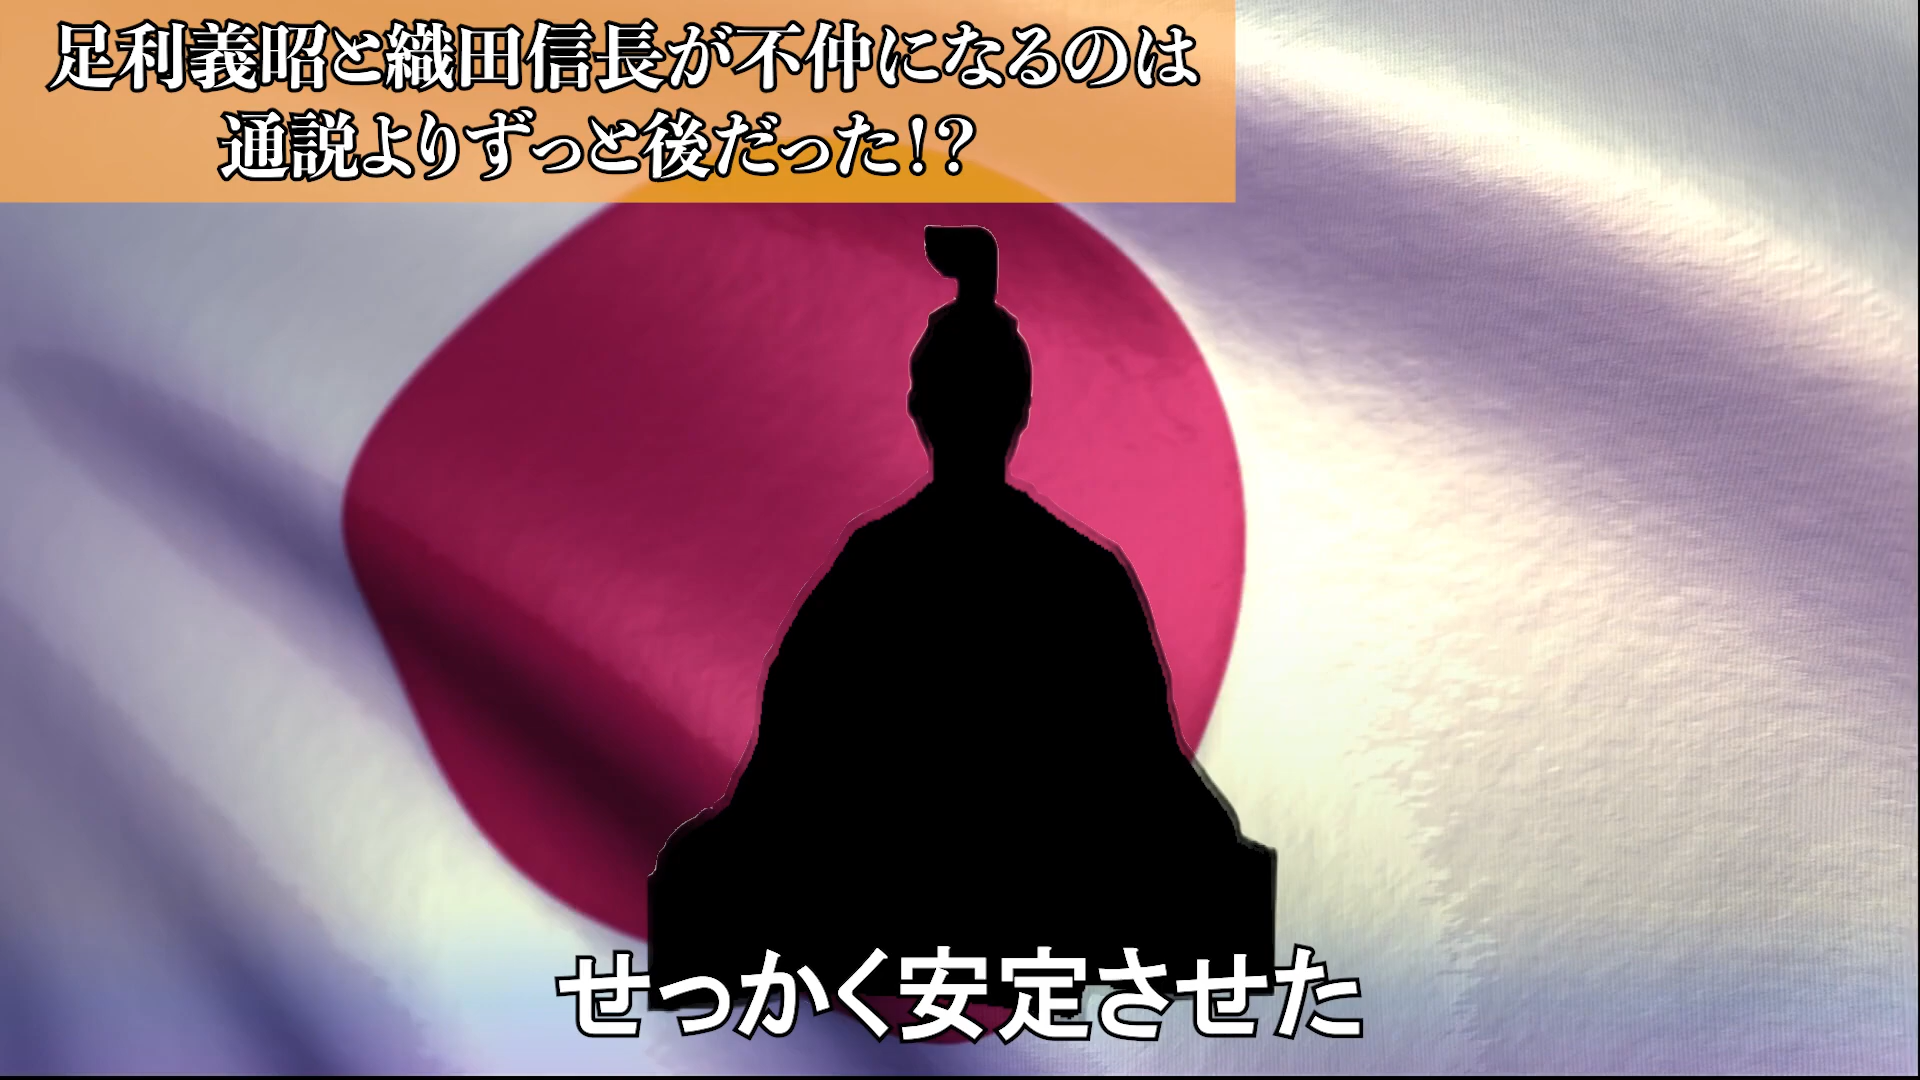 足利義昭と織田信長が不仲になるのは
通説よりずっと後だった!?
せっかく安定させた